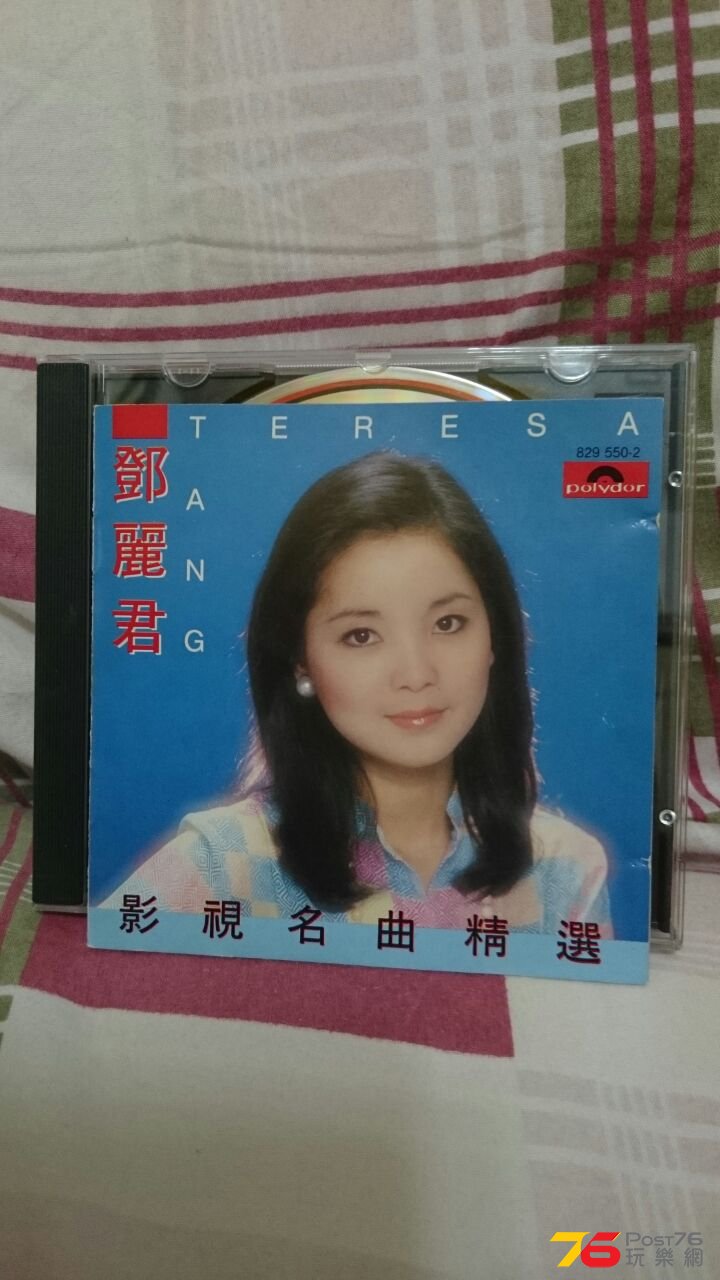 TERESA
TANG
鄧麗君
829 550-2
polydor
影視名曲精選
76 POST76
玩樂網